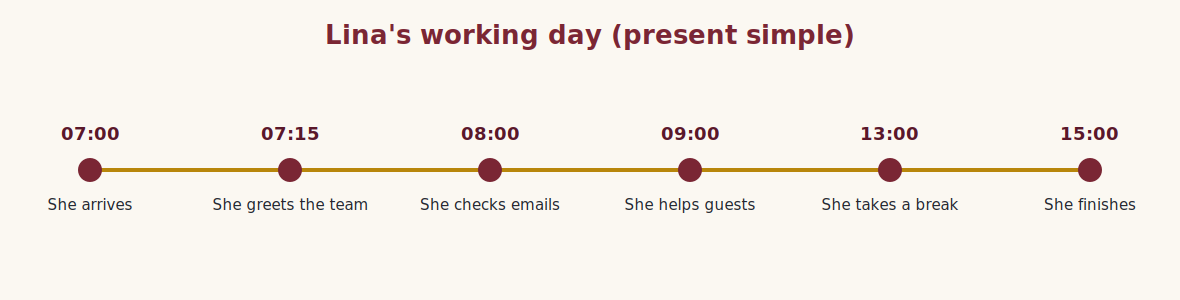 Lina's working day (present simple)
07:00 07:15 08:00 09:00 13:00 15:00
She arrives She greets the team She checks emails She helps guests She takes a break She finishes